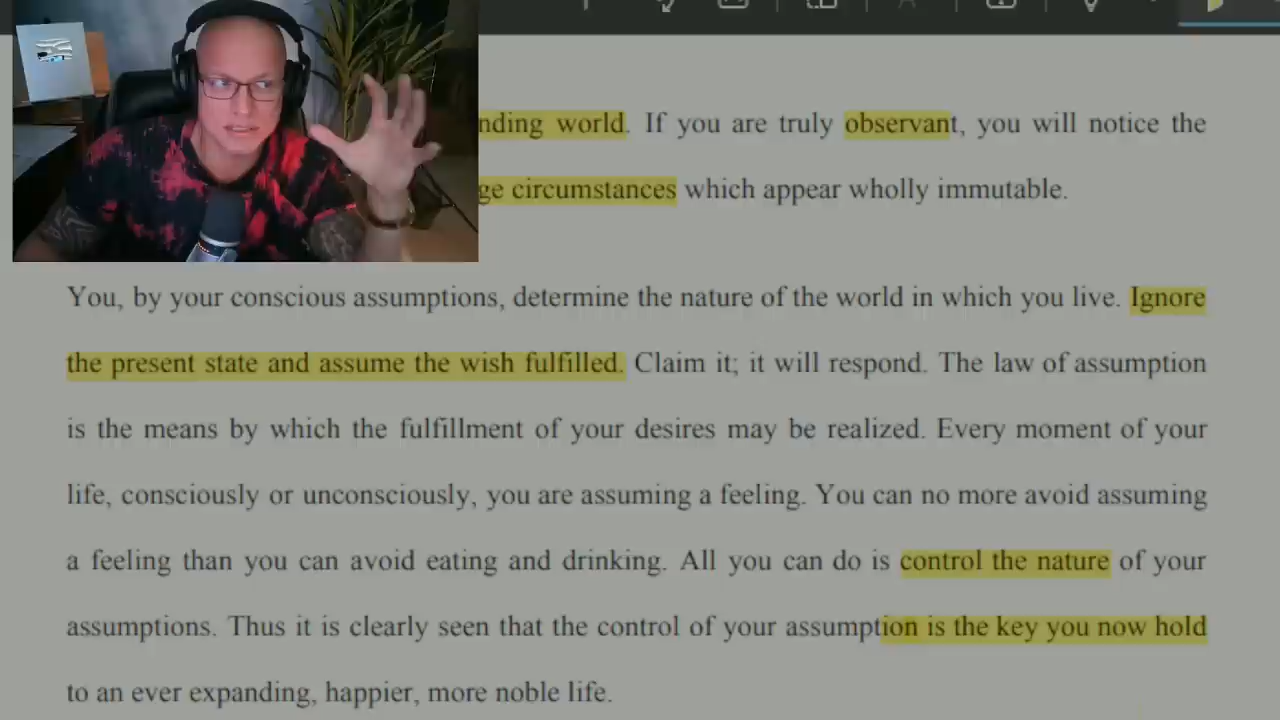 nding world. If you are truly observant, you will notice the
ge circumstances which appear wholly immutable.
You, by your conscious assumptions, determine the nature of the world in which you live. Ignore
the present state and assume the wish fulfilled. Claim it; it will respond. The law of assumption
is the means by which the fulfillment of your desires may be realized. Every moment of your
life, consciously or unconsciously, you are assuming a feeling. You can no more avoid assuming
a feeling than you can avoid eating and drinking. All you can do is control the nature of your
assumptions. Thus it is clearly seen that the control of your assumption is the key you now hold
to an ever expanding, happier, more noble life.